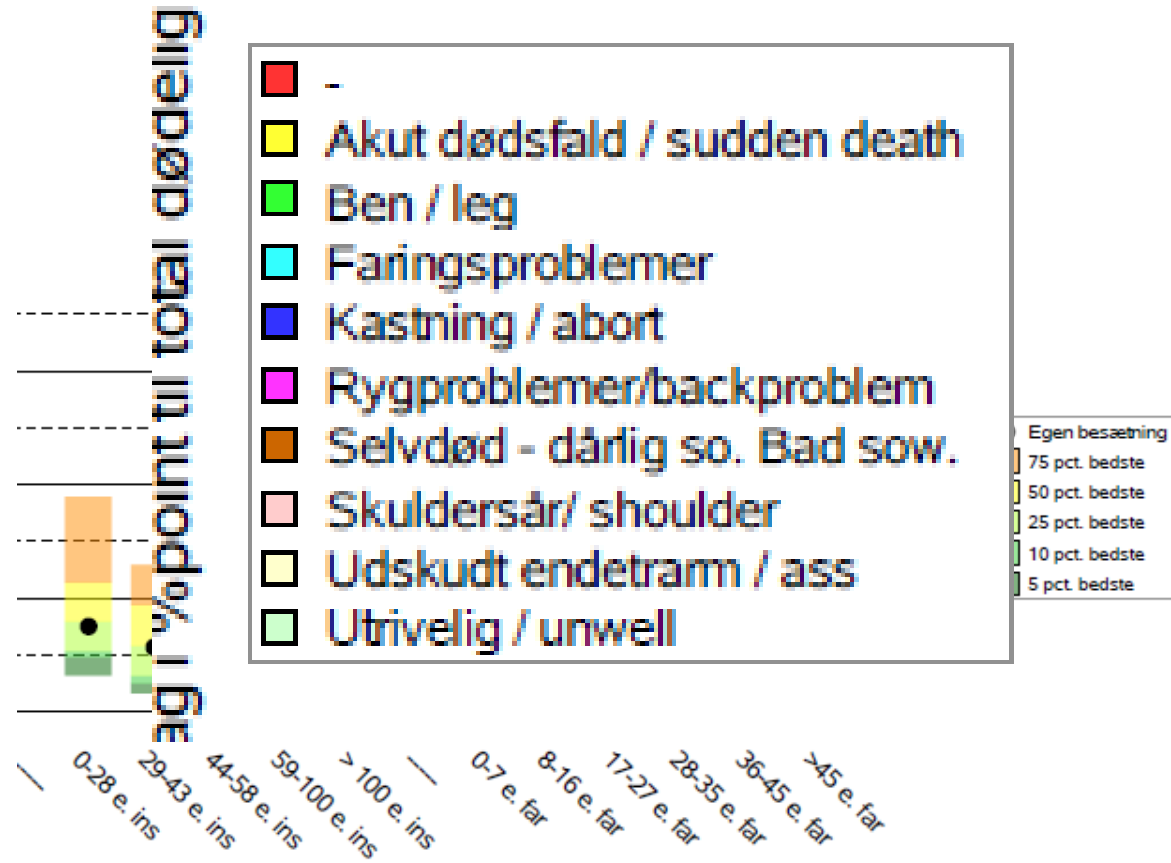 ag i %point til total dødelig
-
Akut dødsfald / sudden death
Ben / leg
Faringsproblemer
Kastning / abort
Rygproblemer/backproblem
Selvdød - dårlig so. Bad sow.
Skuldersår/ shoulder
Udskudt endetrarm / ass
Utrivelig / unwell
Egen besætning
75 pct. bedste
50 pct. bedste
25 pct. bedste
10 pct. bedste
5 pct. bedste
0-28 e. ins
29-43 e. ins
44-58 e. ins
59-100 e. ins
> 100 e. ins
0-7 e. far
8-16 e. far
17-27 e. far
28-35 e. far
36-45 e. far
>45 e. far